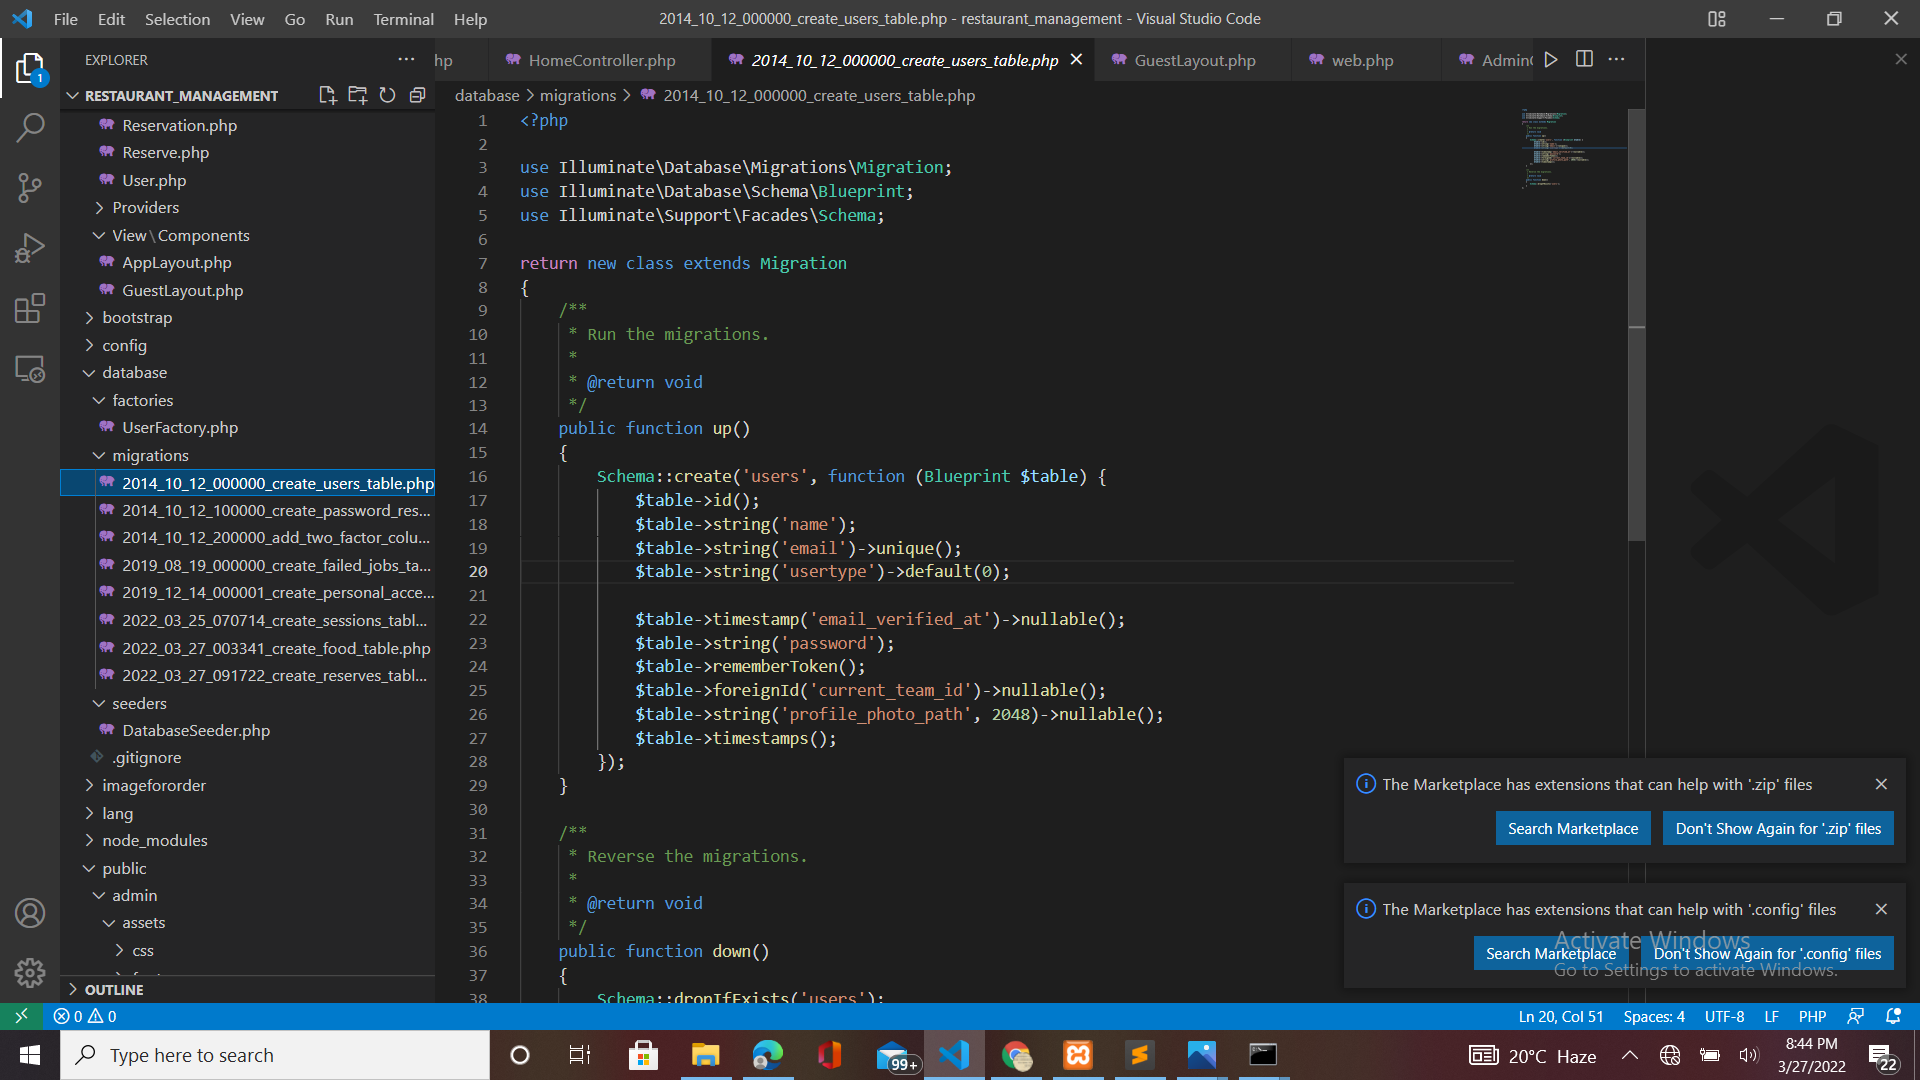 File Edit Selection View Go Run Terminal Help
2014_10_12_000000_create_users_table.php - restaurant_management - Visual Studio Code
EXPLORER
RESTAURANT_MANAGEMENT
Reservation.php
Reserve.php
User.php
Providers
View\Components
AppLayout.php
GuestLayout.php
bootstrap
config
database
factories
UserFactory.php
migrations
2014_10_12_000000_create_users_table.php
2014_10_12_100000_create_password_res...
2014_10_12_200000_add_two_factor_colu...
2019_08_19_000000_create_failed_jobs_ta...
2019_12_14_000001_create_personal_acce...
2022_03_25_070714_create_sessions_tabl...
2022_03_27_003341_create_food_table.php
2022_03_27_091722_create_reserves_tabl...
seeders
DatabaseSeeder.php
.gitignore
imagefororder
lang
node_modules
public
admin
assets
css
OUTLINE
hp HomeController.php 2014_10_12_000000_create_users_table.php GuestLayout.php web.php Admin
database > migrations > 2014_10_12_000000_create_users_table.php
1 <?php
2
3 use Illuminate\Database\Migrations\Migration;
4 use Illuminate\Database\Schema\Blueprint;
5 use Illuminate\Support\Facades\Schema;
6
7 return new class extends Migration
8 {
9 /**
10 * Run the migrations.
11 *
12 * @return void
13 */
14 public function up()
15 {
16 Schema::create('users', function (Blueprint $table) {
17 $table->id();
18 $table->string('name');
19 $table->string('email')->unique();
20 $table->string('usertype')->default(0);
21
22 $table->timestamp('email_verified_at')->nullable();
23 $table->string('password');
24 $table->rememberToken();
25 $table->foreignId('current_team_id')->nullable();
26 $table->string('profile_photo_path', 2048)->nullable();
27 $table->timestamps();
28 });
29 }
30
31 /**
32 * Reverse the migrations.
33 *
34 * @return void
35 */
36 public function down()
37 {
38 Schema::dropIfExists('users');
The Marketplace has extensions that can help with '.zip' files
Search Marketplace Don't Show Again for '.zip' files
The Marketplace has extensions that can help with '.config' files
Search Marketplace Don't Show Again for '.config' files
Activate Windows
Go to Settings to activate Windows.
1
0 0 Ln 20, Col 51 Spaces: 4 UTF-8 LF PHP
Type here to search
99+
20°C Haze
8:44 PM
3/27/2022
22